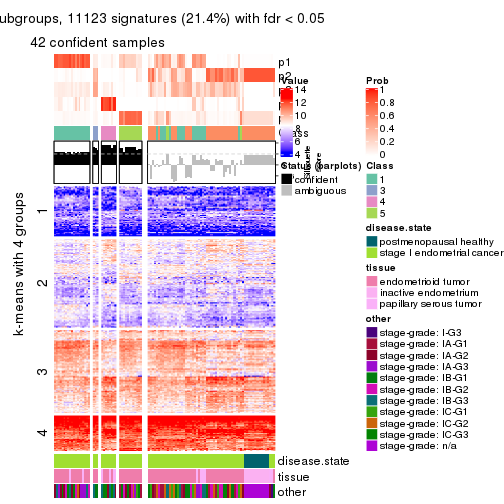 ubgroups, 11123 signatures (21.4%) with fdr < 0.05
42 confident samples
p1
p2
Value
14
12
10
8
6
4
Prob
1
0.8
0.6
0.4
0.2
0
Silhouette
score
Status (barplots)
confident
ambiguous
Class
1
3
4
5
disease.state
postmenopausal healthy
stage I endometrial cancer
tissue
endometrioid tumor
inactive endometrium
papillary serous tumor
other
stage-grade: I-G3
stage-grade: IA-G1
stage-grade: IA-G2
stage-grade: IA-G3
stage-grade: IB-G1
stage-grade: IB-G2
stage-grade: IB-G3
stage-grade: IC-G1
stage-grade: IC-G2
stage-grade: IC-G3
stage-grade: n/a
k-means with 4 groups
1
2
3
4
disease.state
tissue
other